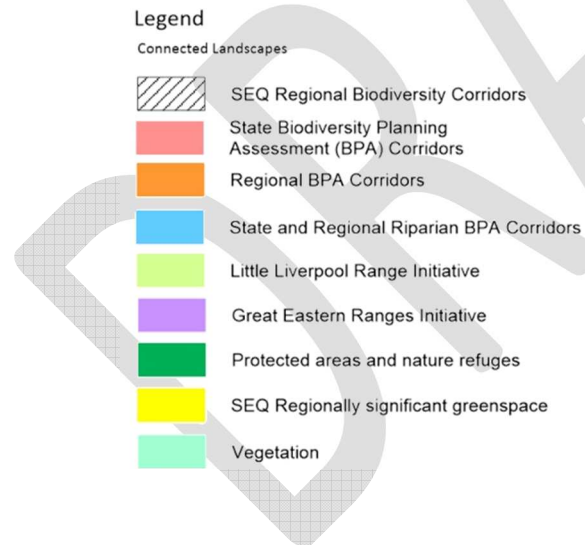 Legend
Connected Landscapes
SEQ Regional Biodiversity Corridors
State Biodiversity Planning
Assessment (BPA) Corridors
Regional BPA Corridors
State and Regional Riparian BPA Corridors
Little Liverpool Range Initiative
Great Eastern Ranges Initiative
Protected areas and nature refuges
SEQ Regionally significant greenspace
Vegetation